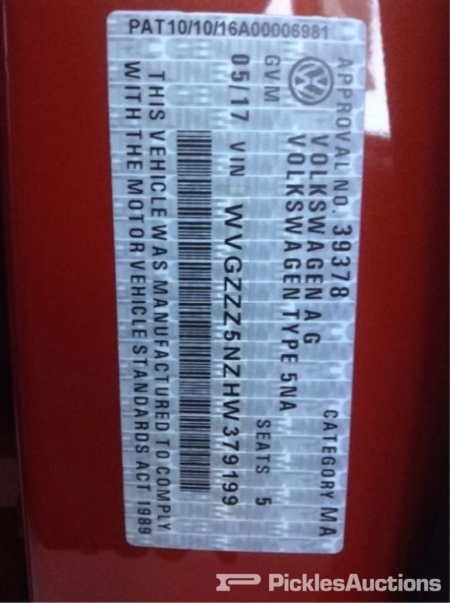 PAT10/10/16A00006981
APPROVAL NO. 39378 CATEGORY MA
VOLKSWAGEN AG
VOLKSWAGEN TYPE 5NA
GVM SEATS 5
05/17 VIN WVGZZZ5NZHW379199
THIS VEHICLE WAS MANUFACTURED TO COMPLY
WITH THE MOTOR VEHICLE STANDARDS ACT 1989
PicklesAuctions